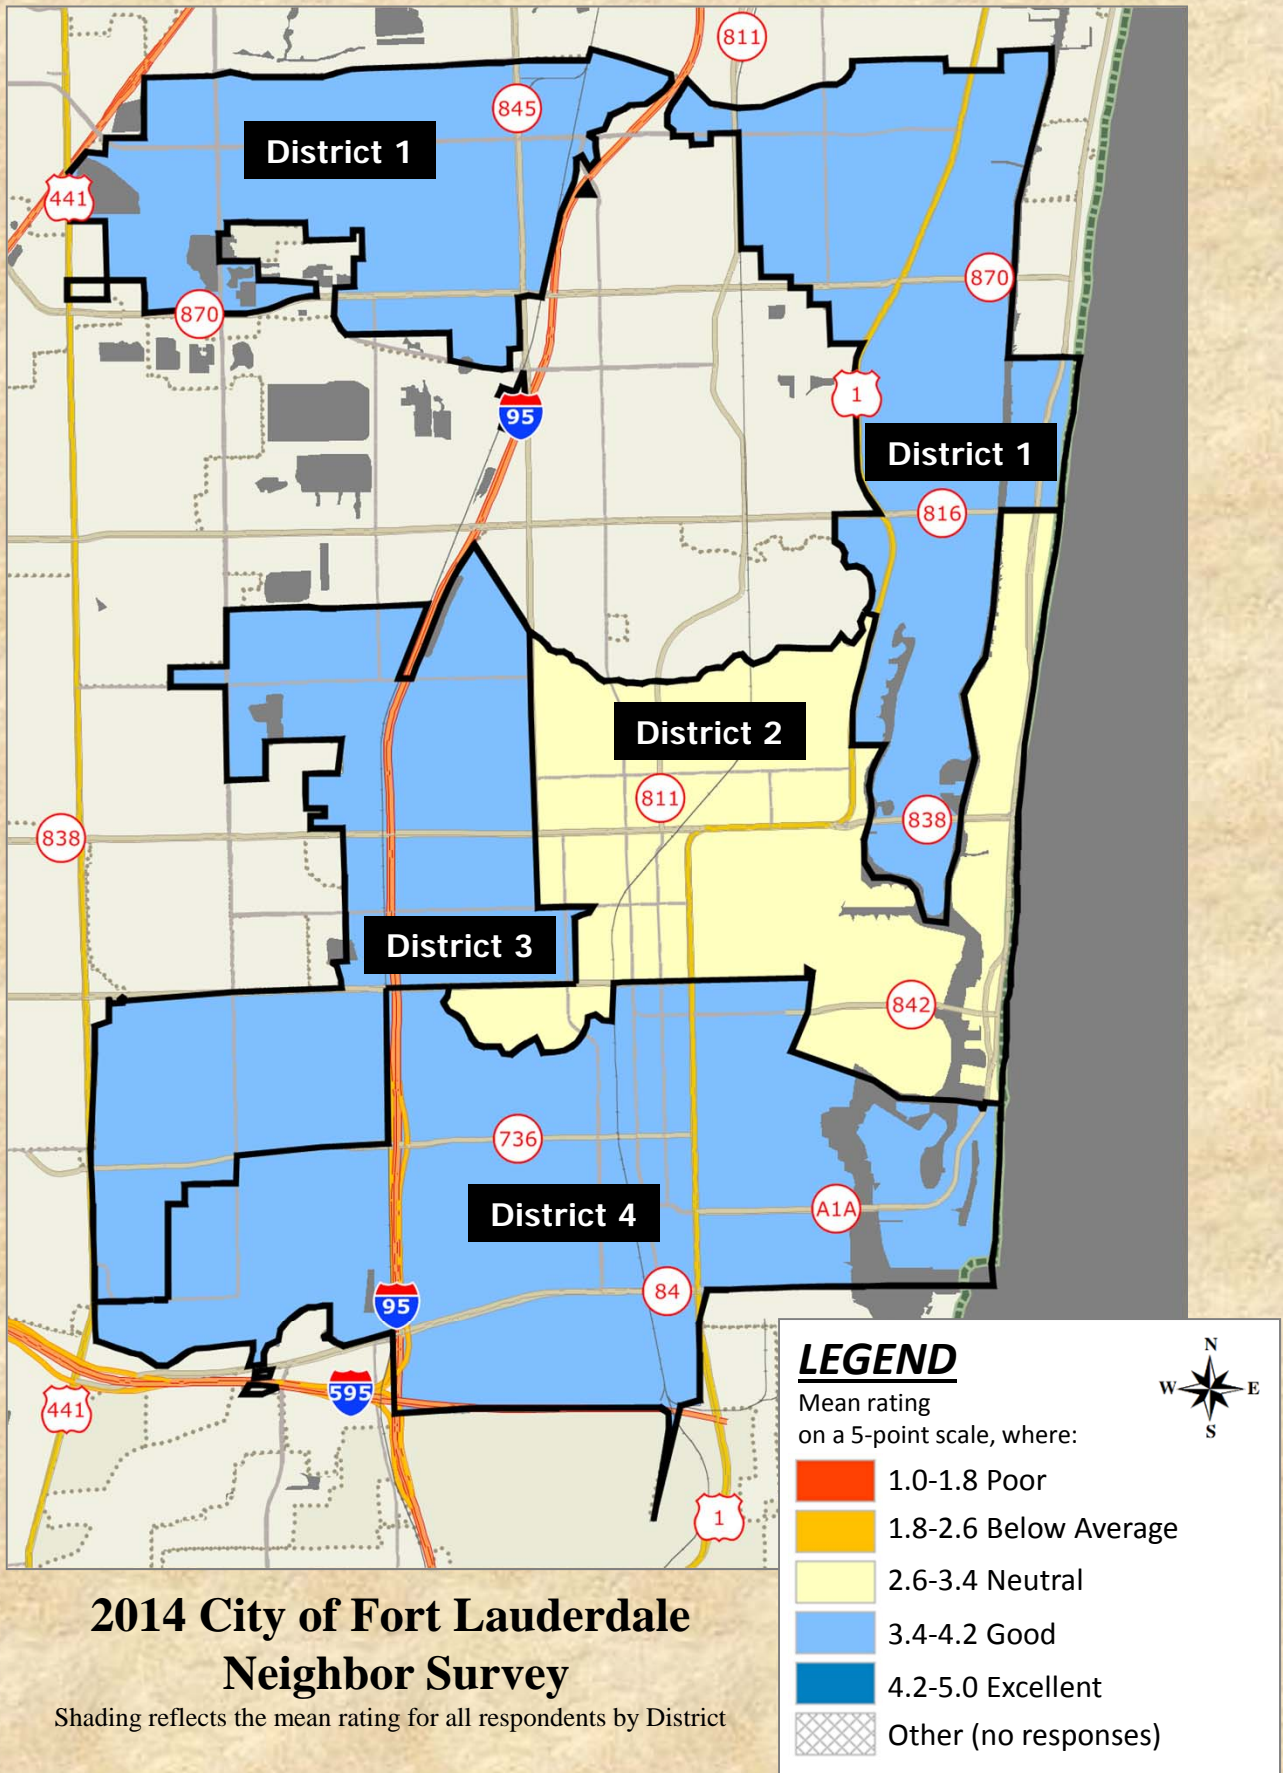 811
845
District 1
441
870
870
1
95
District 1
816
District 2
811
838
838
District 3
842
736
District 4
A1A
84
95
595
441
1
LEGEND
Mean rating
on a 5-point scale, where:
1.0-1.8 Poor
1.8-2.6 Below Average
2.6-3.4 Neutral
3.4-4.2 Good
4.2-5.0 Excellent
Other (no responses)
N
W E
S
2014 City of Fort Lauderdale
Neighbor Survey
Shading reflects the mean rating for all respondents by District